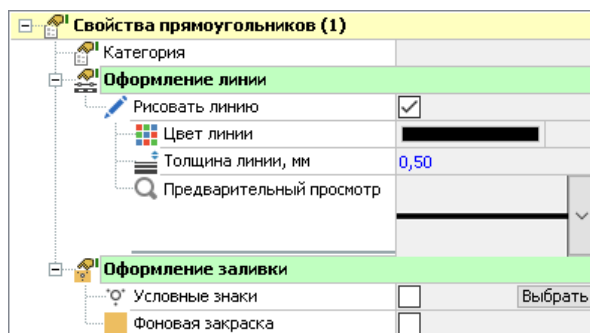 Свойства прямоугольников (1)
Категория
Оформление линии
Рисовать линию
Цвет линии
Толщина линии, мм 0,50
Предварительный просмотр
Оформление заливки
Условные знаки Выбрать
Фоновая закраска